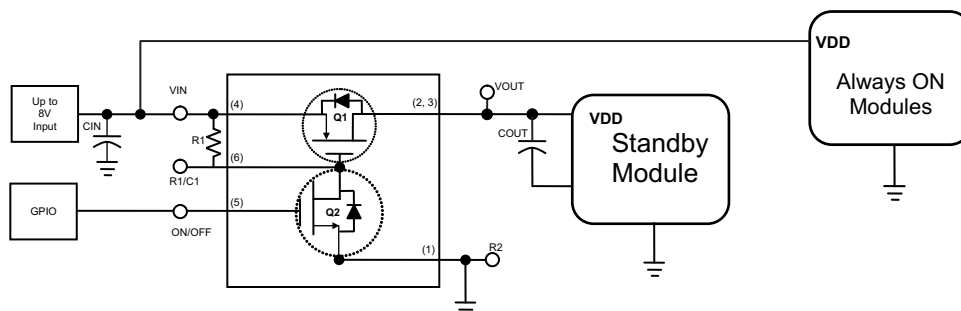 VDD
Always ON
Modules
Up to
8V
Input
CIN
VIN
(4)
Q1
(2, 3)
VOUT
COUT
VDD
Standby
Module
R1
(6)
R1/C1
GPIO
ON/OFF
(5)
Q2
(1)
R2